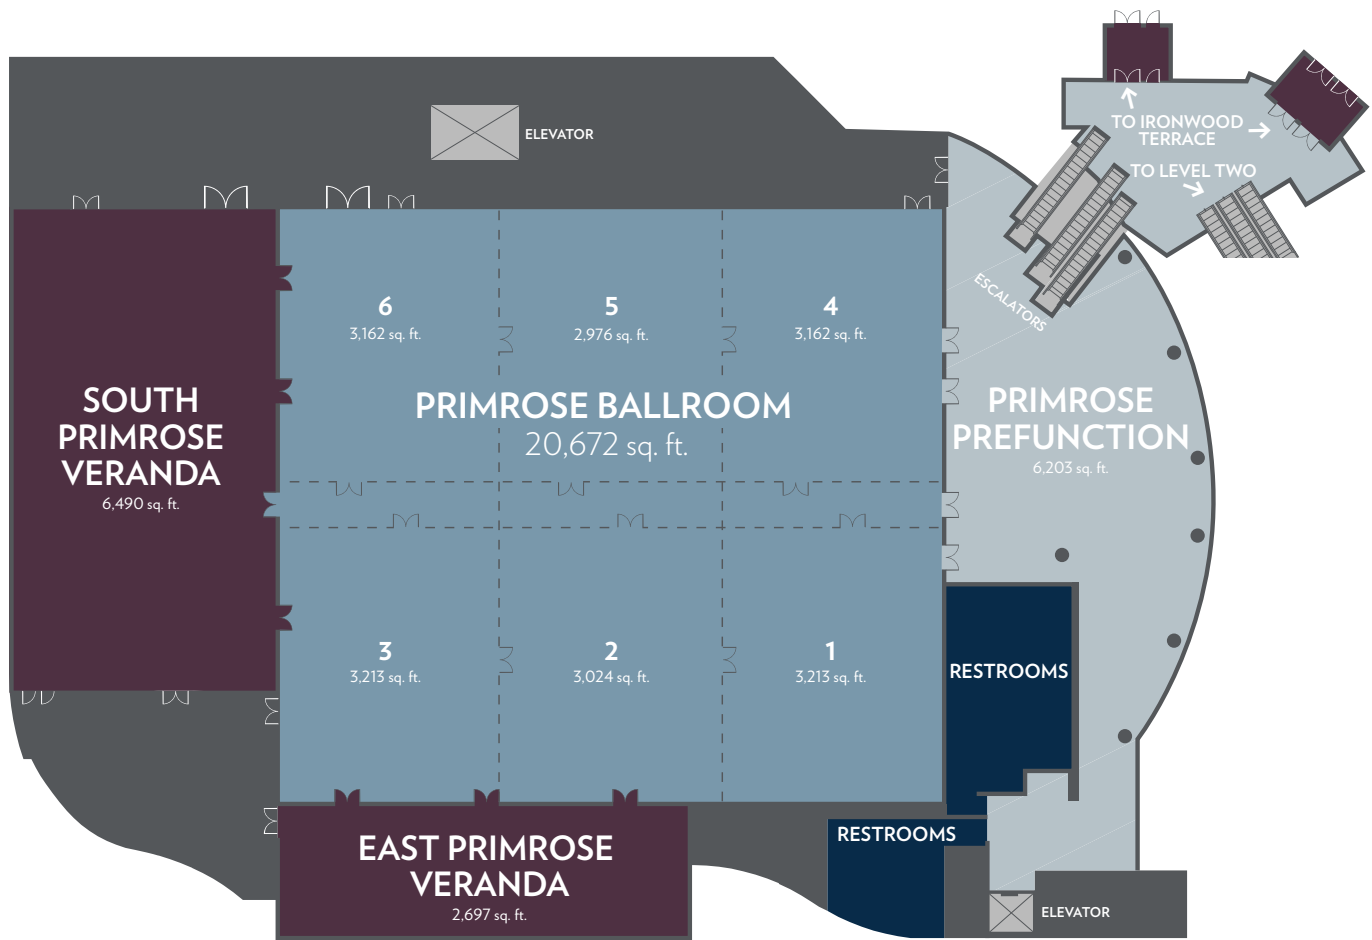 TO IRONWOOD
TERRACE
ELEVATOR
TO LEVEL TWO
ESCALATORS
6
3,162 sq. ft.
5
2,976 sq. ft.
4
3,162 sq. ft.
SOUTH
PRIMROSE
VERANDA
6,490 sq. ft.
PRIMROSE BALLROOM
20,672 sq. ft.
PRIMROSE
PREFUNCTION
6,203 sq. ft.
3
3,213 sq. ft.
2
3,024 sq. ft.
1
3,213 sq. ft.
RESTROOMS
RESTROOMS
EAST PRIMROSE
VERANDA
2,697 sq. ft.
ELEVATOR